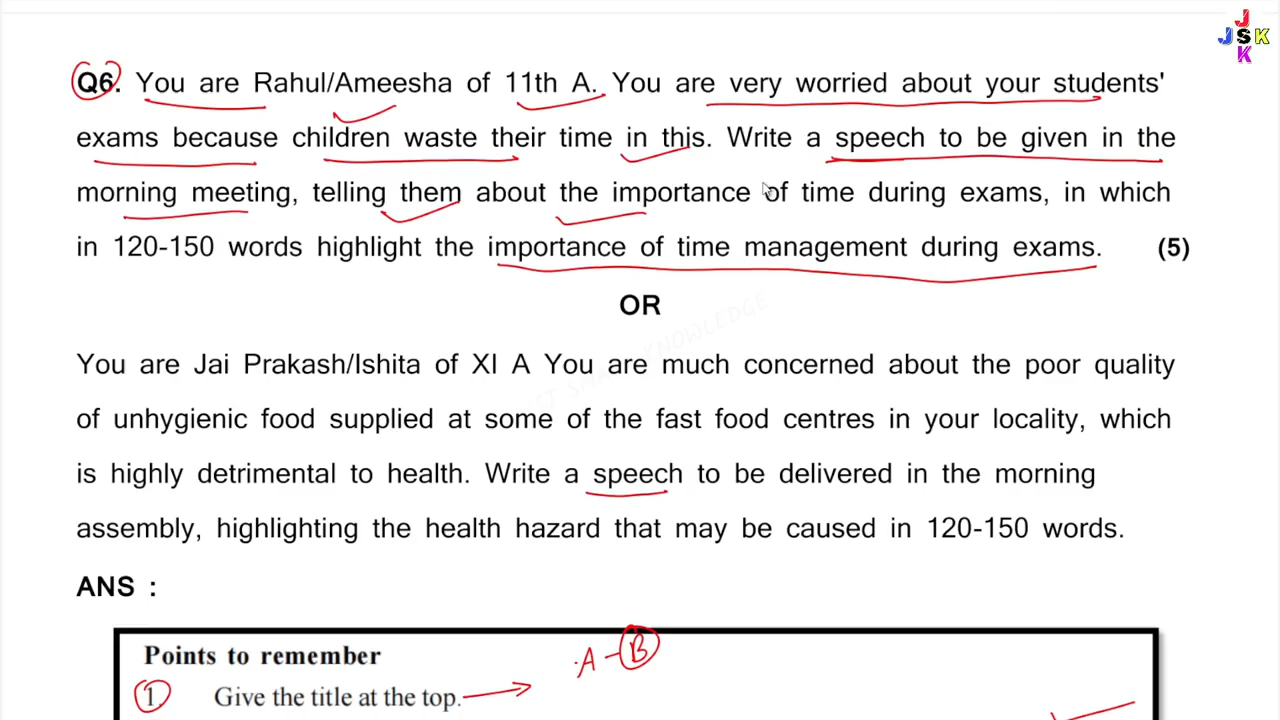 J
J S K
K
Q6. You are Rahul/Ameesha of 11th A. You are very worried about your students'
exams because children waste their time in this. Write a speech to be given in the
morning meeting, telling them about the importance of time during exams, in which
in 120-150 words highlight the importance of time management during exams. (5)
OR
KNOWLEDGE
You are Jai Prakash/Ishita of XI A You are much concerned about the poor quality
of unhygienic food supplied at some of the fast food centres in your locality, which
is highly detrimental to health. Write a speech to be delivered in the morning
assembly, highlighting the health hazard that may be caused in 120-150 words.
ANS :
Points to remember
A - B
1. Give the title at the top.